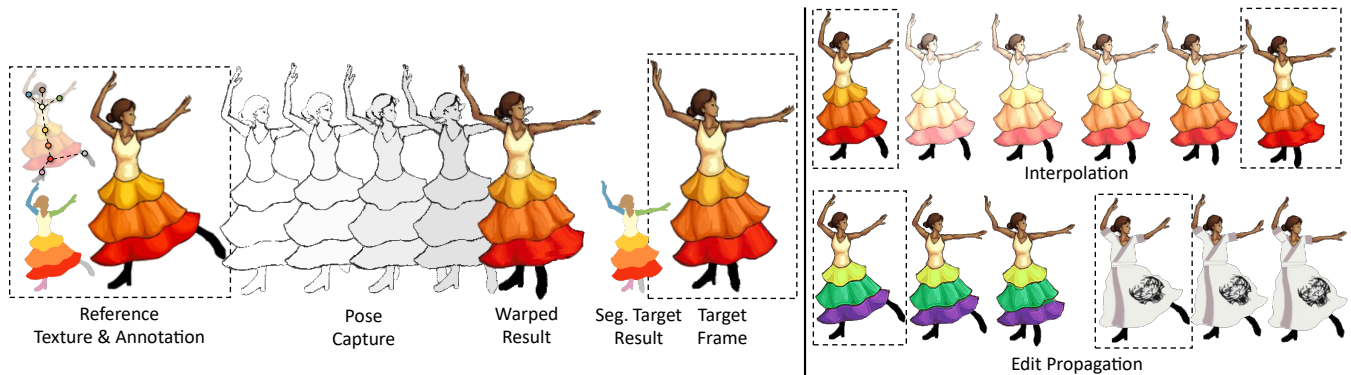 Reference
Texture & Annotation
Pose
Capture
Warped
Result
Seg. Target
Result
Target
Frame
Interpolation
Edit Propagation